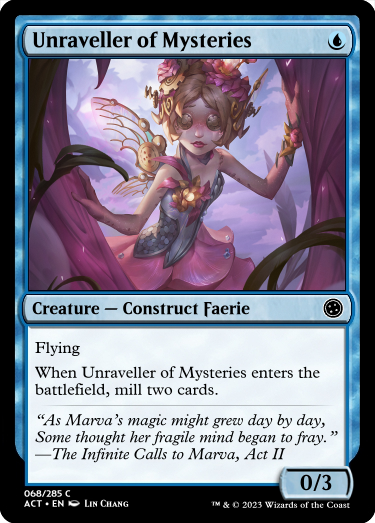 Unraveller of Mysteries
Creature — Construct Faerie
Flying
When Unraveller of Mysteries enters the
battlefield, mill two cards.
“As Marva’s magic might grew day by day,
Some thought her fragile mind began to fray.”
—The Infinite Calls to Marva, Act II
0/3
068/285 C
ACT • EN Lin Chang
™ & © 2023 Wizards of the Coast